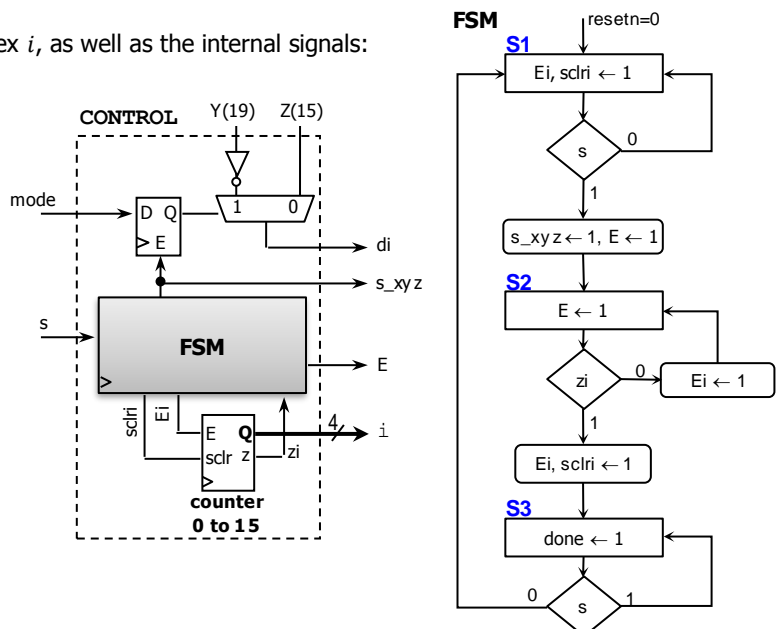 ex i, as well as the internal signals:
CONTROL
Y(19) Z(15)
mode
D Q
E
1 0
di
s_xyz
s
FSM
E
sclri
Ei
E Q
sclr z
zi
4
i
counter
0 to 15
FSM
resetn=0
S1
Ei, sclri ← 1
s
0
1
s_xyz ← 1, E ← 1
S2
E ← 1
zi
0
Ei ← 1
1
Ei, sclri ← 1
S3
done ← 1
0
s
1